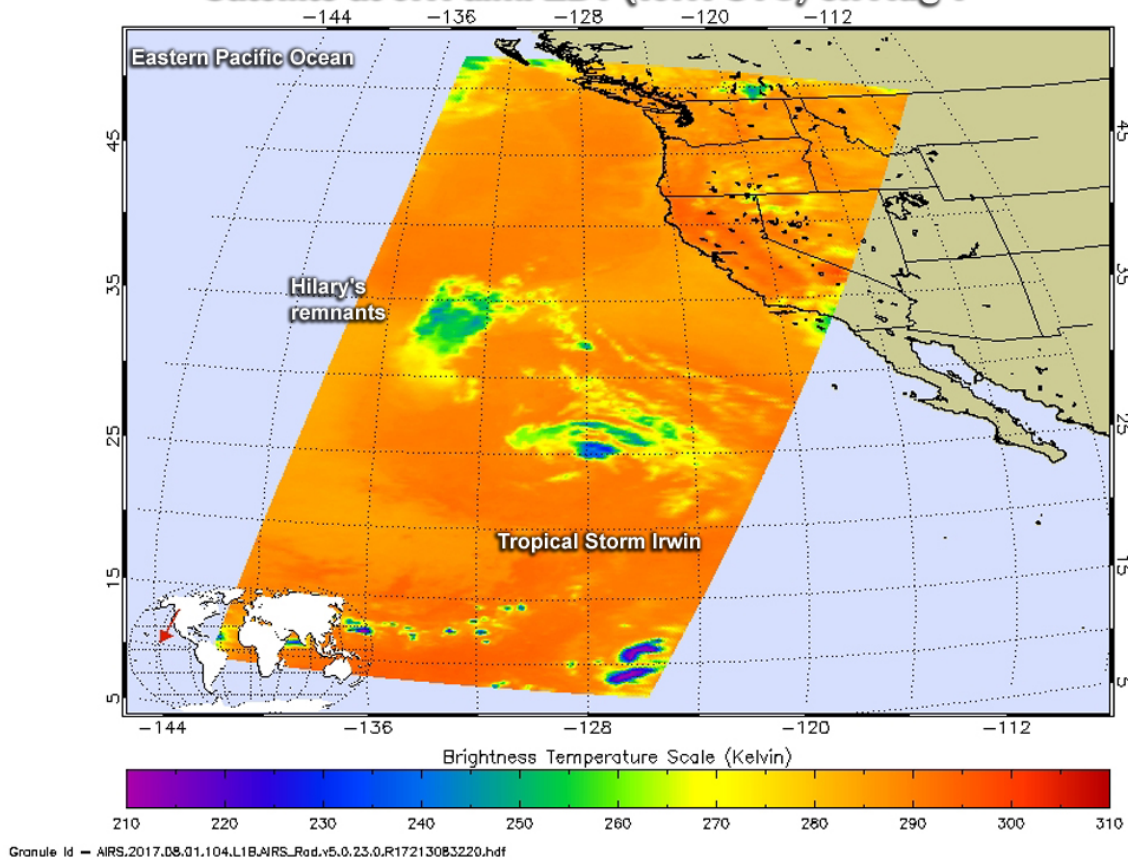 −144 −136 −128 −120 −112
Eastern Pacific Ocean
45 45
Hilary's
remnants
35 35
25 25
Tropical Storm Irwin
15 15
5 5
−144 −136 −128 −120 −112
Brightness Temperature Scale (Kelvin)
210 220 230 240 250 260 270 280 290 300 310
Granule Id − AIRS.2017.08.01.104.L1B.AIRS_Rad.v5.0.23.0.R17213083220.hdf